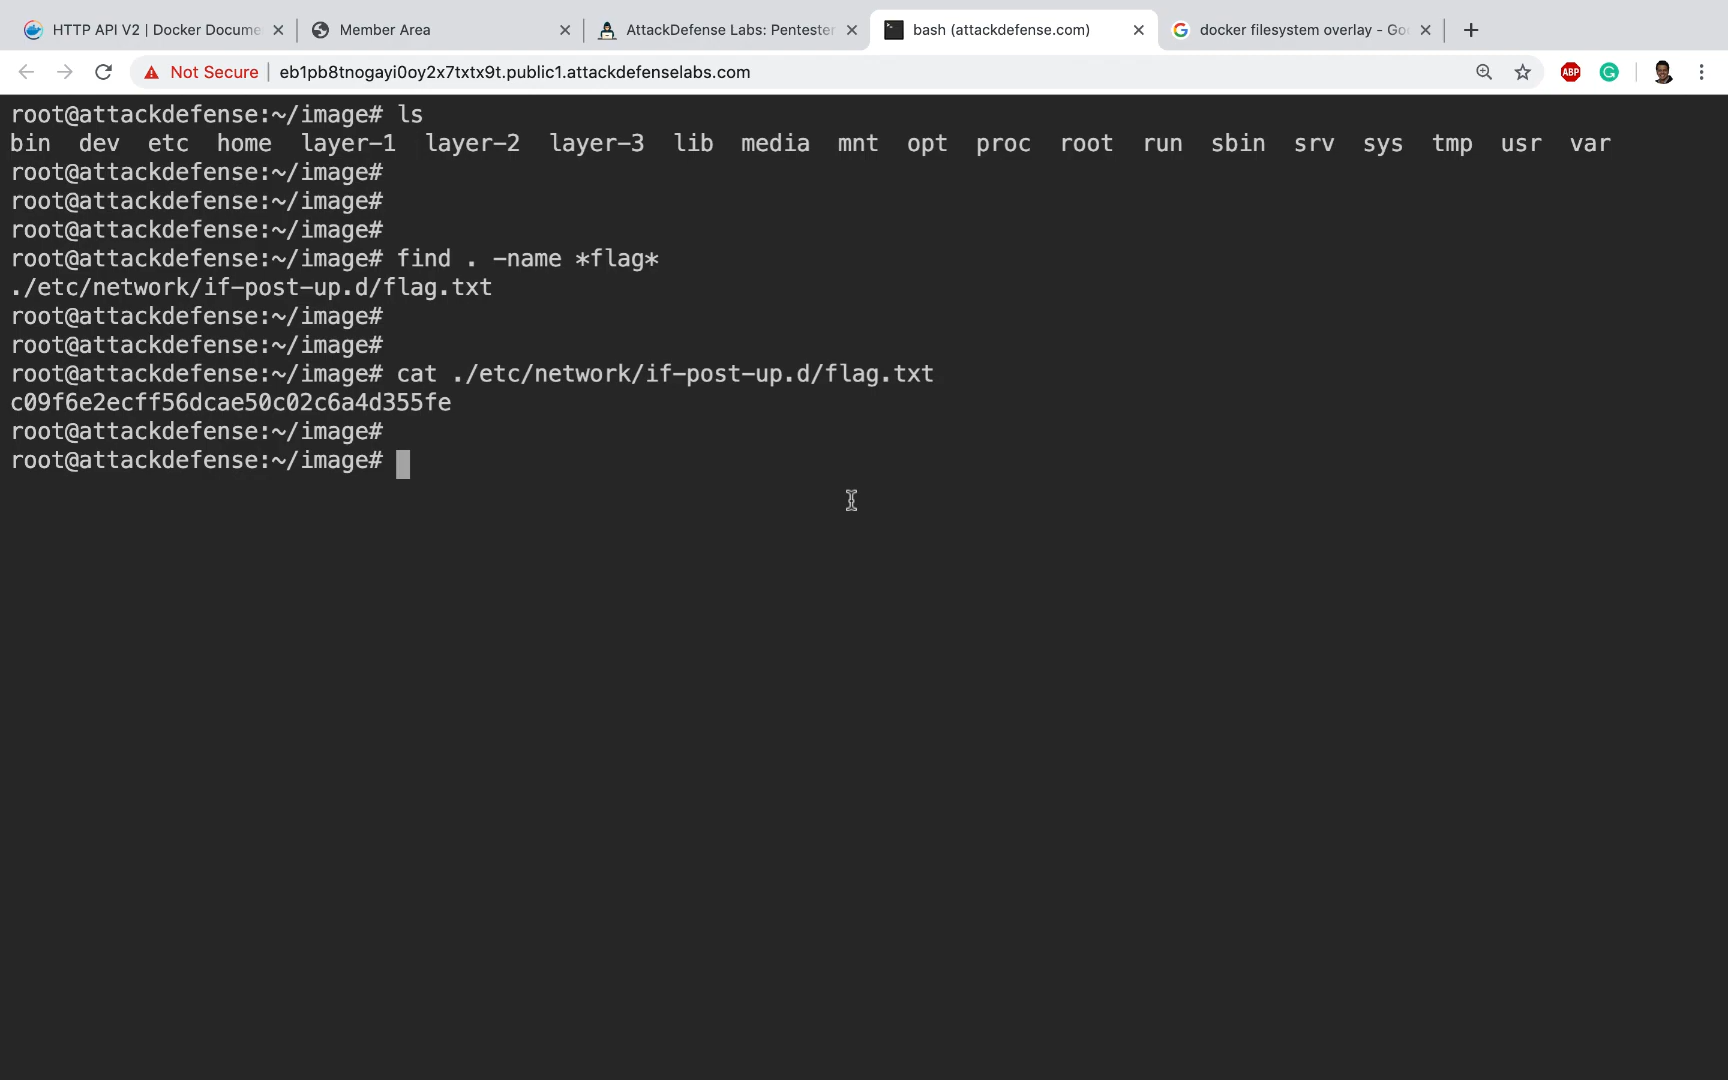 HTTP API V2 | Docker Docume
Member Area
AttackDefense Labs: Pentester
bash (attackdefense.com)
docker filesystem overlay - Goo
Not Secure
eb1pb8tnogayi0oy2x7txtx9t.public1.attackdefenselabs.com
ABP
root@attackdefense:~/image# ls
bin dev etc home layer-1 layer-2 layer-3 lib media mnt opt proc root run sbin srv sys tmp usr var
root@attackdefense:~/image#
root@attackdefense:~/image#
root@attackdefense:~/image#
root@attackdefense:~/image# find . -name *flag*
./etc/network/if-post-up.d/flag.txt
root@attackdefense:~/image#
root@attackdefense:~/image#
root@attackdefense:~/image# cat ./etc/network/if-post-up.d/flag.txt
c09f6e2ecff56dcae50c02c6a4d355fe
root@attackdefense:~/image#
root@attackdefense:~/image#